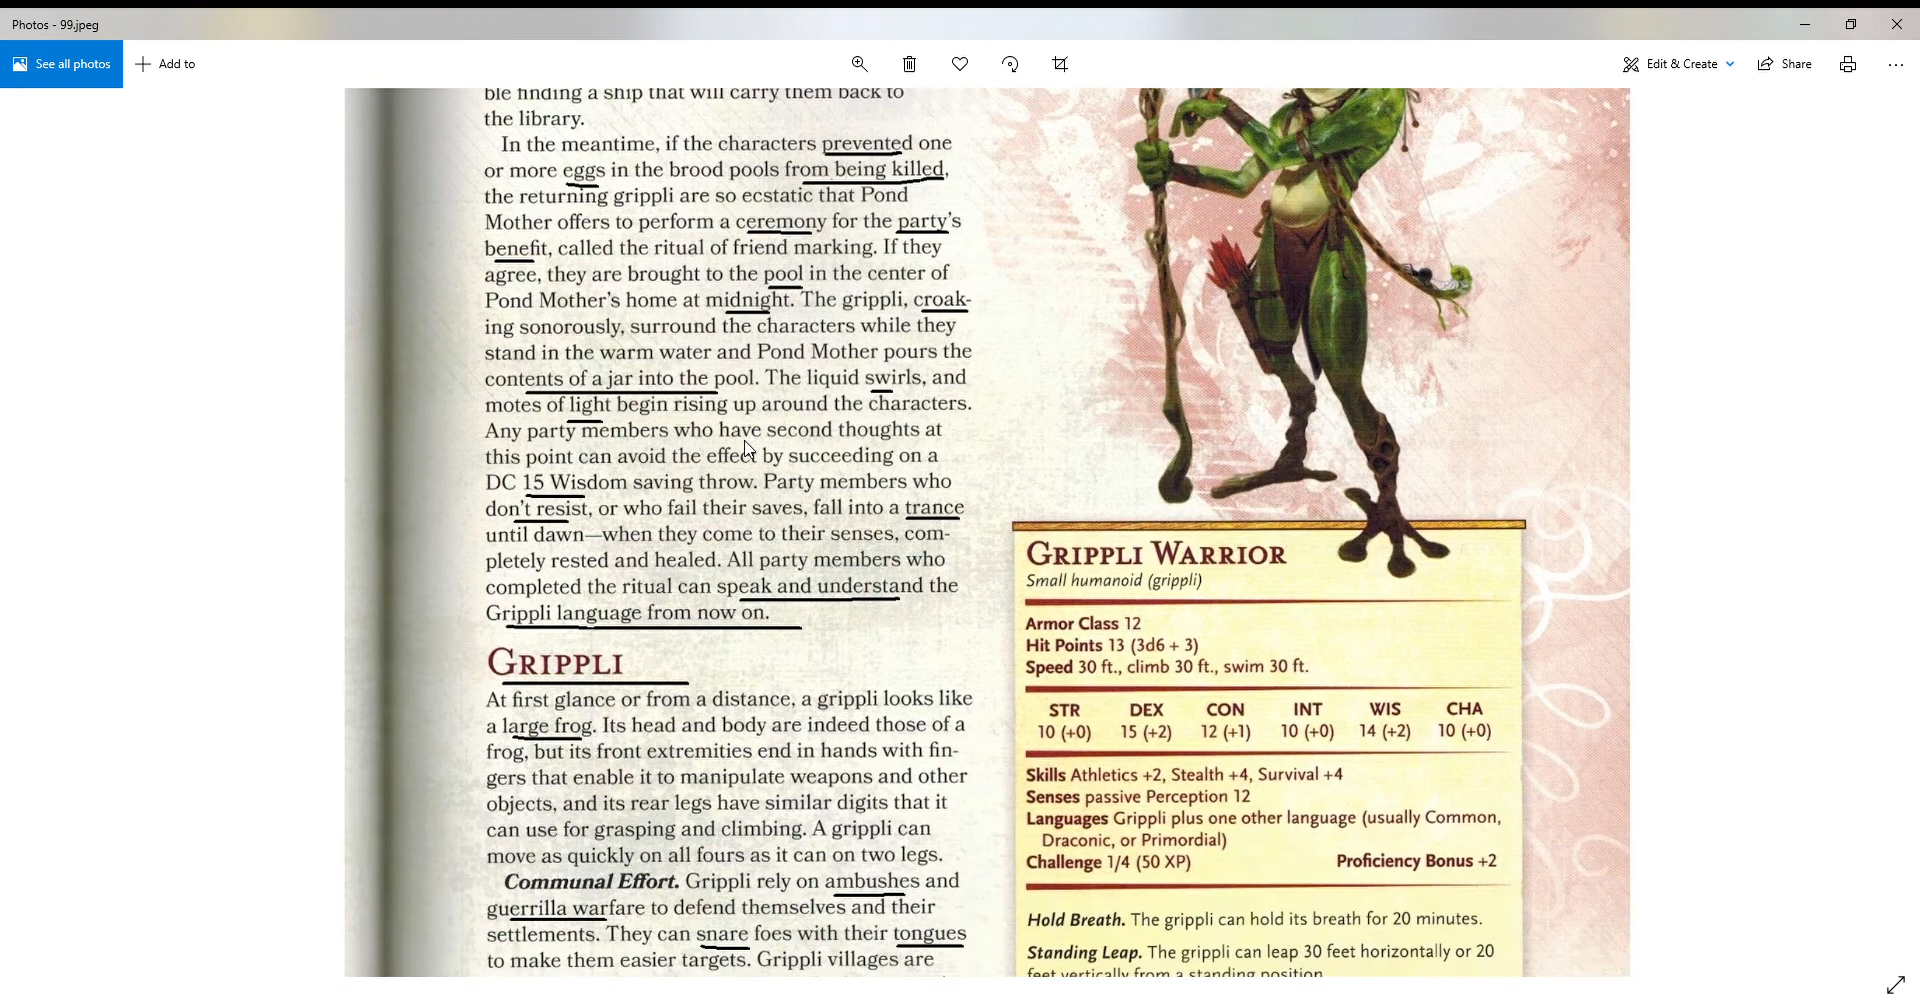 Photos - 99.jpeg
See all photos
Add to
Edit & Create
Share
ble finding a ship that will carry them back to
the library.
In the meantime, if the characters prevented one
or more eggs in the brood pools from being killed,
the returning grippli are so ecstatic that Pond
Mother offers to perform a ceremony for the party's
benefit, called the ritual of friend marking. If they
agree, they are brought to the pool in the center of
Pond Mother's home at midnight. The grippli, croak-
ing sonorously, surround the characters while they
stand in the warm water and Pond Mother pours the
contents of a jar into the pool. The liquid swirls, and
motes of light begin rising up around the characters.
Any party members who have second thoughts at
this point can avoid the effect by succeeding on a
DC 15 Wisdom saving throw. Party members who
don't resist, or who fail their saves, fall into a trance
until dawn—when they come to their senses, com-
pletely rested and healed. All party members who
completed the ritual can speak and understand the
Grippli language from now on.
GRIPPLI
At first glance or from a distance, a grippli looks like
a large frog. Its head and body are indeed those of a
frog, but its front extremities end in hands with fin-
gers that enable it to manipulate weapons and other
objects, and its rear legs have similar digits that it
can use for grasping and climbing. A grippli can
move as quickly on all fours as it can on two legs.
Communal Effort. Grippli rely on ambushes and
guerrilla warfare to defend themselves and their
settlements. They can snare foes with their tongues
to make them easier targets. Grippli villages are
GRIPPLI WARRIOR
Small humanoid (grippli)
Armor Class 12
Hit Points 13 (3d6 + 3)
Speed 30 ft., climb 30 ft., swim 30 ft.
STR DEX CON INT WIS CHA
10 (+0) 15 (+2) 12 (+1) 10 (+0) 14 (+2) 10 (+0)
Skills Athletics +2, Stealth +4, Survival +4
Senses passive Perception 12
Languages Grippli plus one other language (usually Common,
Draconic, or Primordial)
Challenge 1/4 (50 XP) Proficiency Bonus +2
Hold Breath. The grippli can hold its breath for 20 minutes.
Standing Leap. The grippli can leap 30 feet horizontally or 20
feet vertically from a standing position.